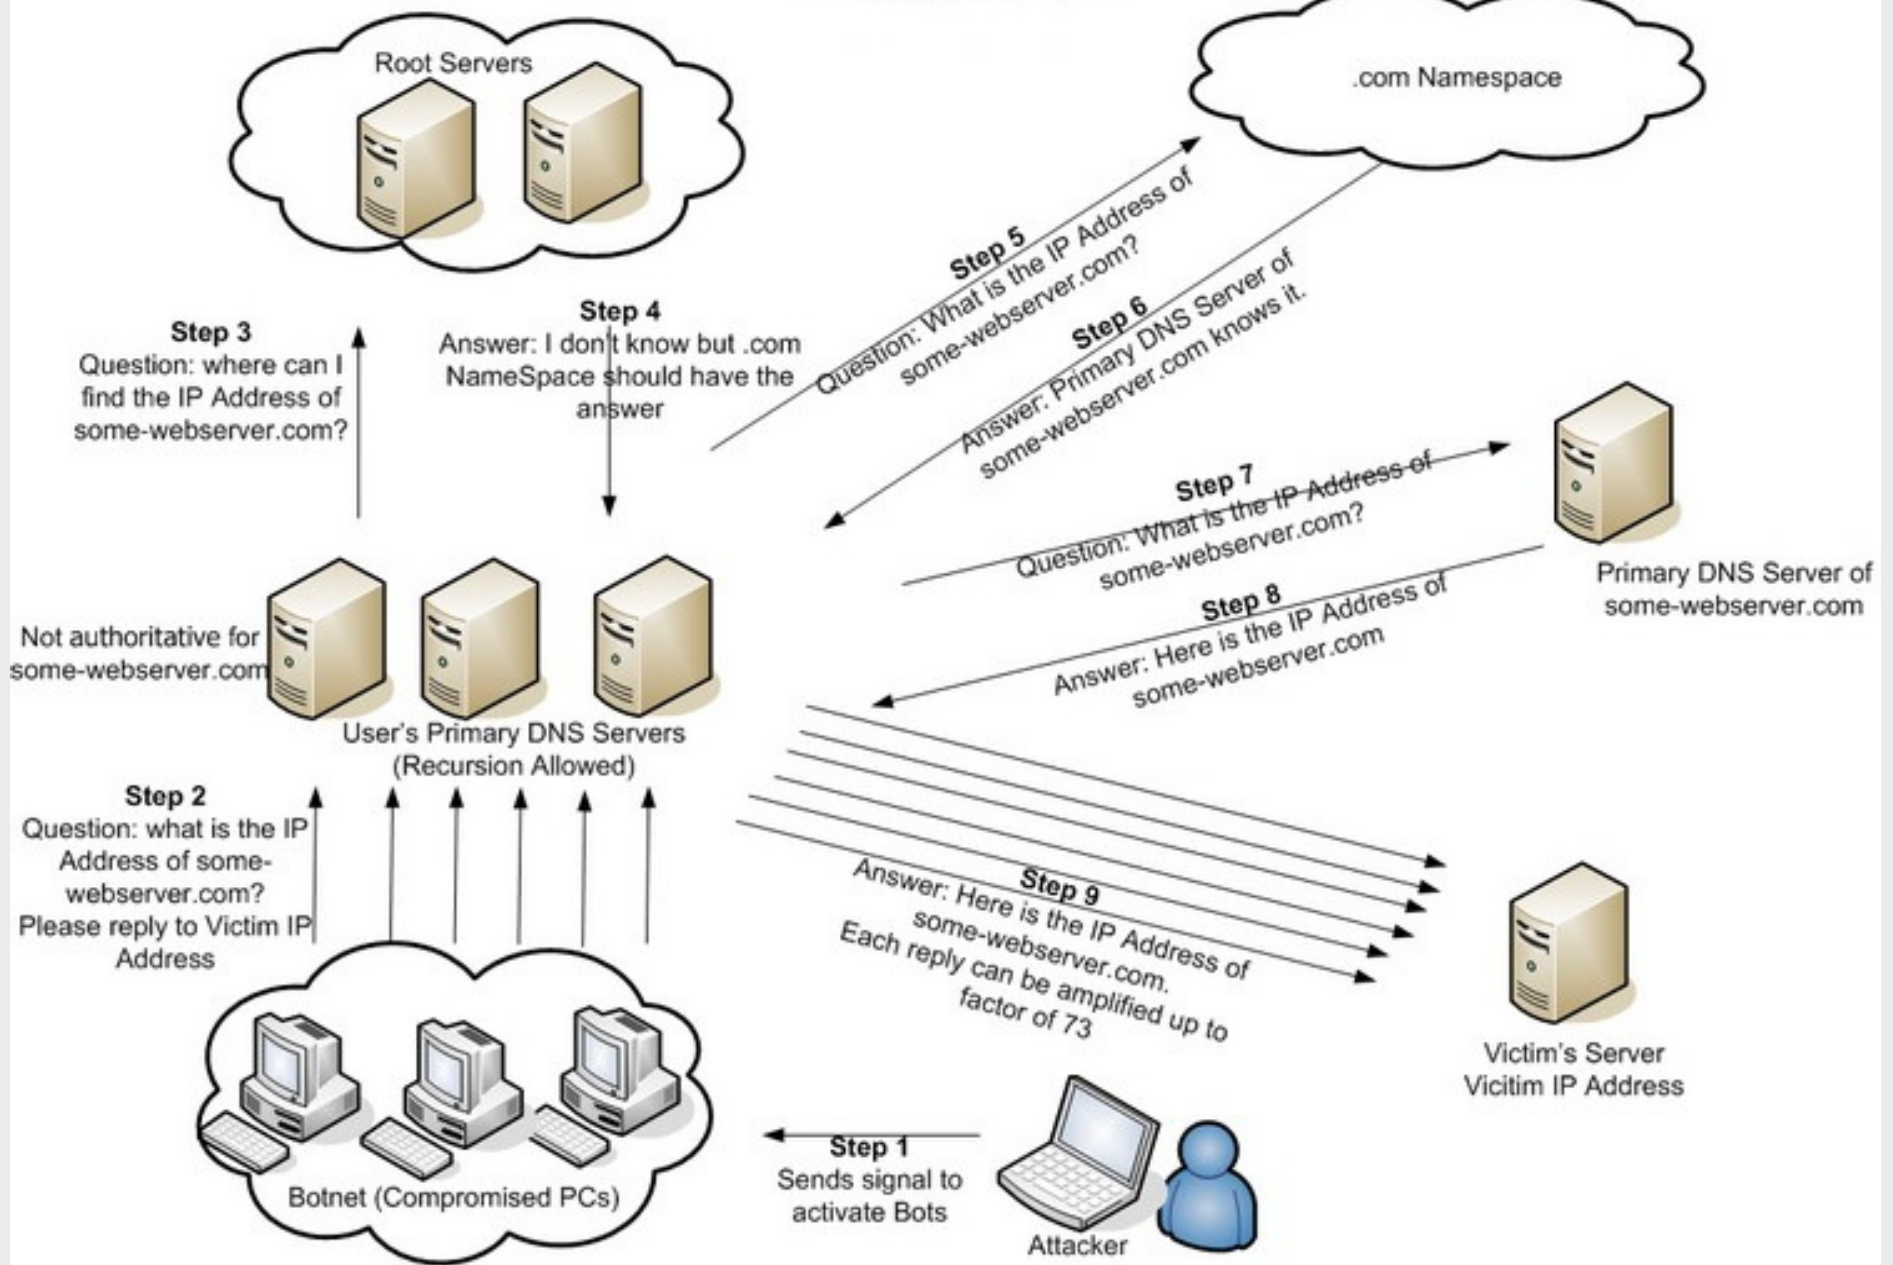 Root Servers
.com Namespace
Step 3
Question: where can I
find the IP Address of
some-webserver.com?
Step 4
Answer: I don't know but .com
NameSpace should have the
answer
Step 5
Question: What is the IP Address of
some-webserver.com?
Step 6
Answer: Primary DNS Server of
some-webserver.com knows it.
Step 7
Question: What is the IP Address of
some-webserver.com?
Step 8
Answer: Here is the IP Address of
some-webserver.com
Primary DNS Server of
some-webserver.com
Not authoritative for
some-webserver.com
User's Primary DNS Servers
(Recursion Allowed)
Step 2
Question: what is the IP
Address of some-
webserver.com?
Please reply to Victim IP
Address
Step 9
Answer: Here is the IP Address of
some-webserver.com.
Each reply can be amplified up to
factor of 73
Victim's Server
Vicitim IP Address
Botnet (Compromised PCs)
Step 1
Sends signal to
activate Bots
Attacker